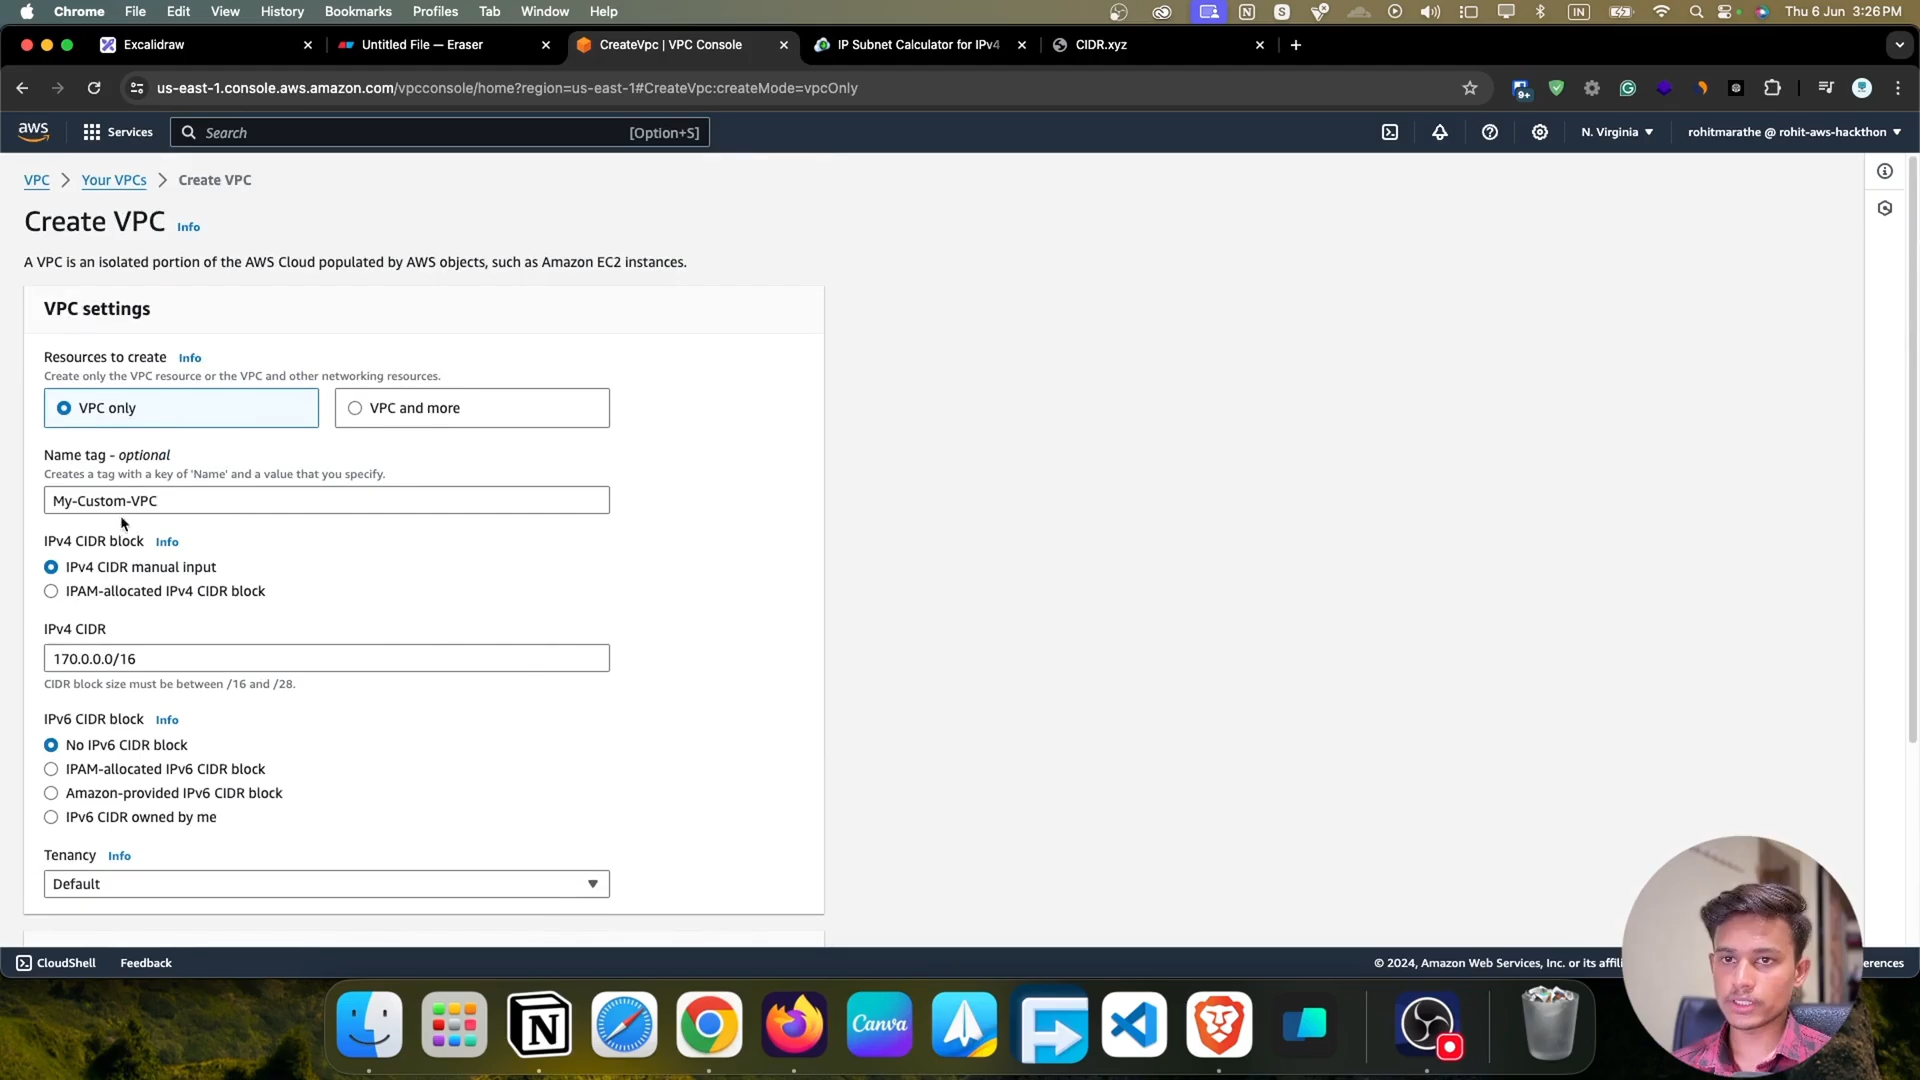 Chrome File Edit View History Bookmarks Profiles Tab Window Help
IN Thu 6 Jun 3:26 PM
Excalidraw Untitled File — Eraser CreateVpc | VPC Console IP Subnet Calculator for IPv4 CIDR.xyz
us-east-1.console.aws.amazon.com/vpcconsole/home?region=us-east-1#CreateVpc:createMode=vpcOnly
9+
aws Services Search [Option+S] N. Virginia rohitmarathe @ rohit-aws-hackthon
VPC Your VPCs Create VPC
Create VPC Info
A VPC is an isolated portion of the AWS Cloud populated by AWS objects, such as Amazon EC2 instances.
VPC settings
Resources to create Info
Create only the VPC resource or the VPC and other networking resources.
VPC only VPC and more
Name tag - optional
Creates a tag with a key of 'Name' and a value that you specify.
My-Custom-VPC
IPv4 CIDR block Info
IPv4 CIDR manual input
IPAM-allocated IPv4 CIDR block
IPv4 CIDR
170.0.0.0/16
CIDR block size must be between /16 and /28.
IPv6 CIDR block Info
No IPv6 CIDR block
IPAM-allocated IPv6 CIDR block
Amazon-provided IPv6 CIDR block
IPv6 CIDR owned by me
Tenancy Info
Default
CloudShell Feedback © 2024, Amazon Web Services, Inc. or its affili erences
Canva